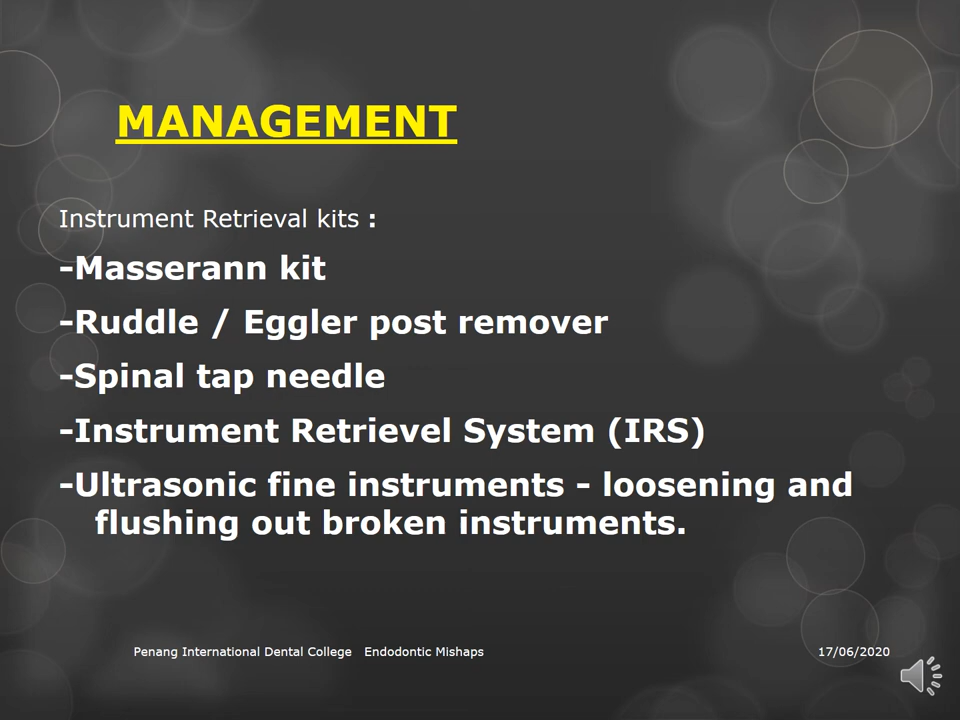 MANAGEMENT
Instrument Retrieval kits :
-Masserann kit
-Ruddle / Eggler post remover
-Spinal tap needle
-Instrument Retrievel System (IRS)
-Ultrasonic fine instruments - loosening and
flushing out broken instruments.
Penang International Dental College Endodontic Mishaps
17/06/2020